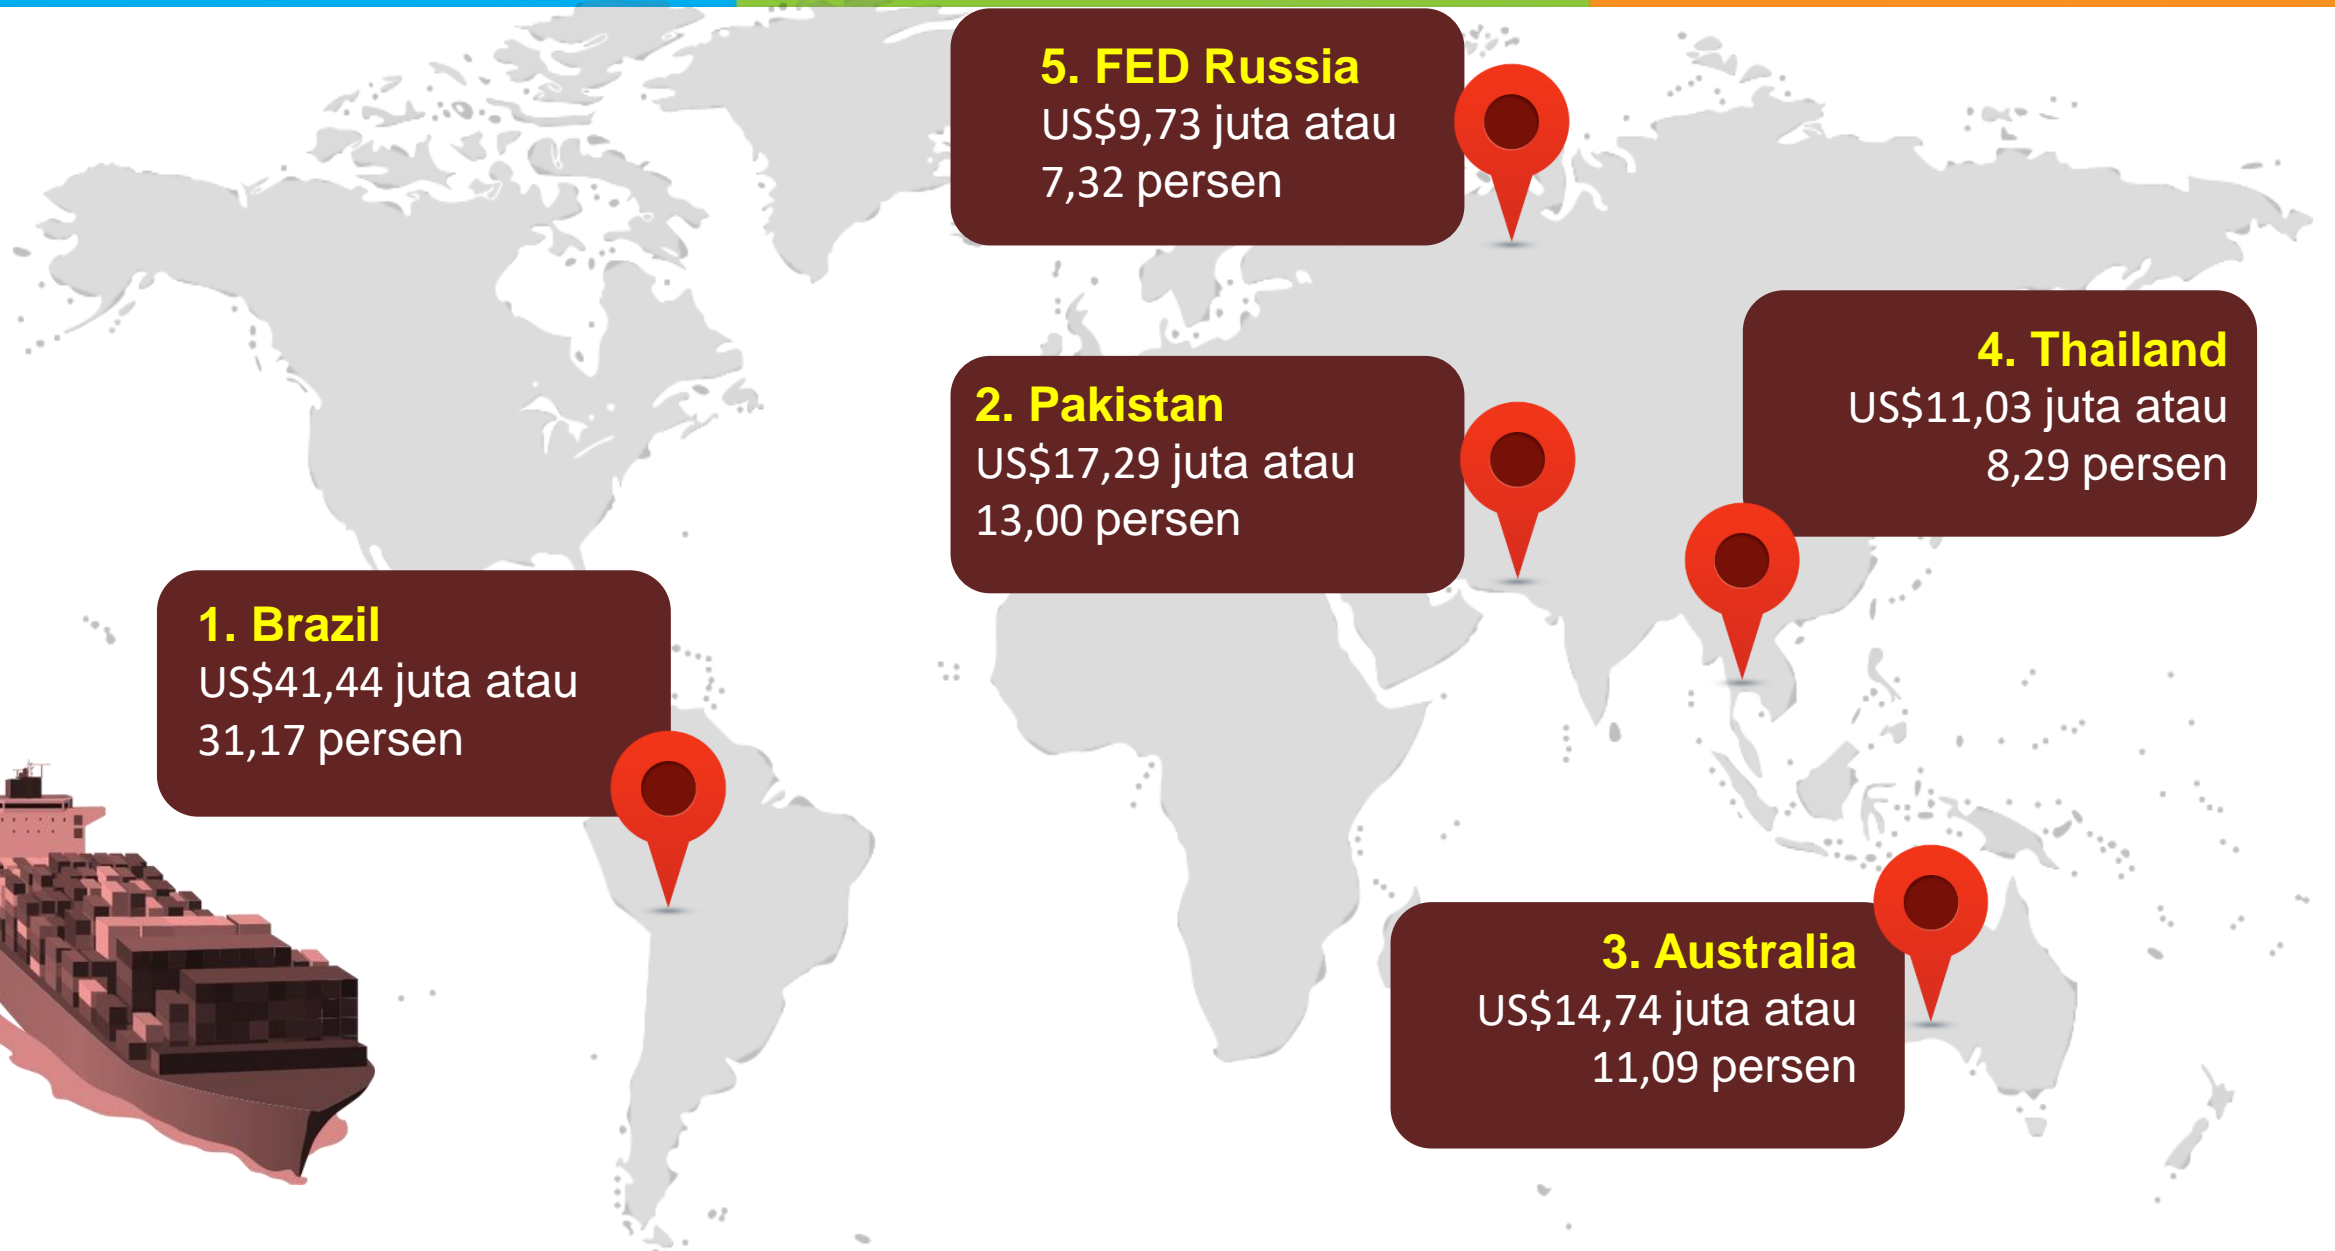 5. FED Russia
US$9,73 juta atau
7,32 persen
4. Thailand
US$11,03 juta atau
8,29 persen
2. Pakistan
US$17,29 juta atau
13,00 persen
1. Brazil
US$41,44 juta atau
31,17 persen
3. Australia
US$14,74 juta atau
11,09 persen